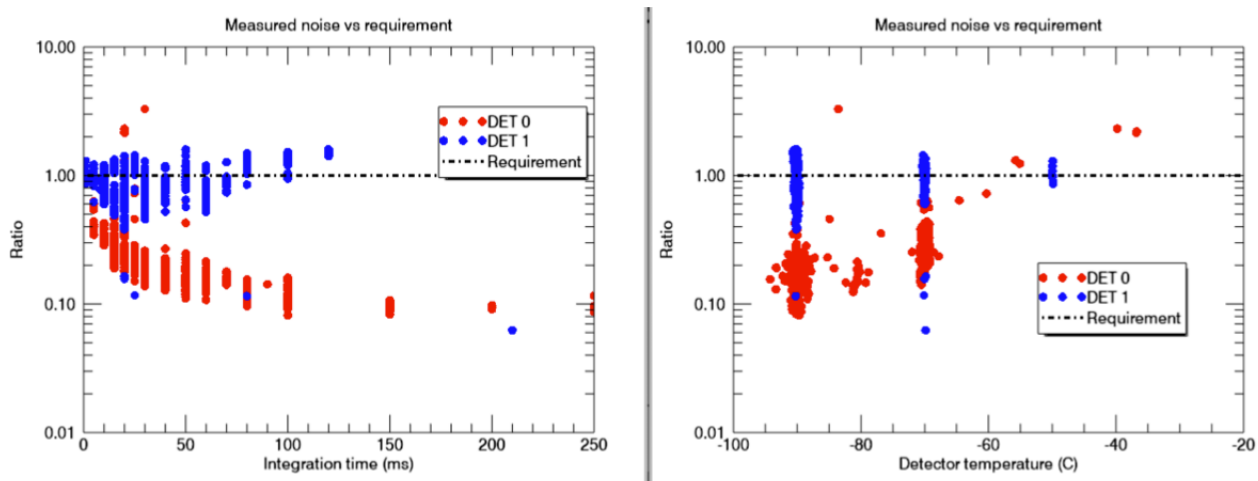 Measured noise vs requirement
10.00
1.00
0.10
0.01
Ratio
DET 0
DET 1
Requirement
0
50
100
150
200
250
Integration time (ms)
Measured noise vs requirement
10.00
1.00
0.10
0.01
Ratio
DET 0
DET 1
Requirement
-100
-80
-60
-40
-20
Detector temperature (C)